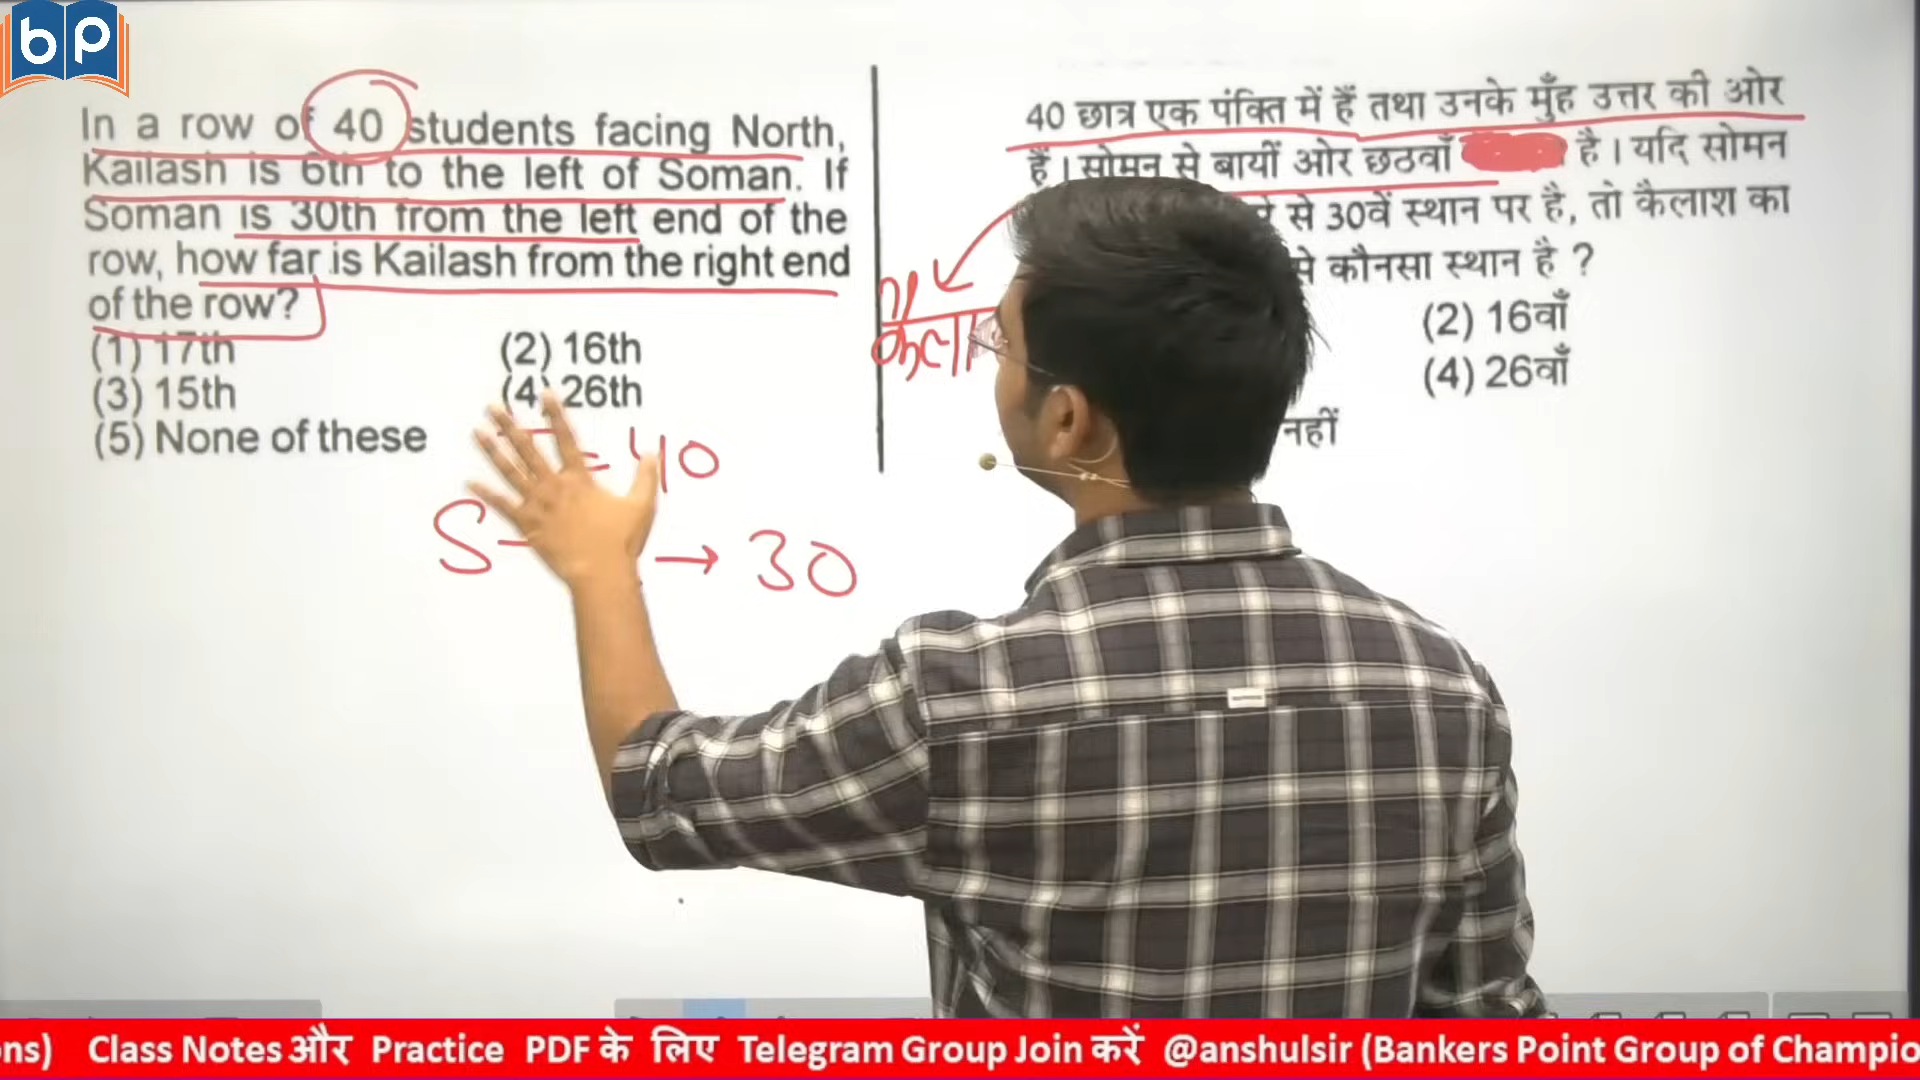 bp
In a row of 40 students facing North,
Kailash is 6th to the left of Soman. If
Soman is 30th from the left end of the
row, how far is Kailash from the right end
of the row?
(1) 17th (2) 16th
(3) 15th (4) 26th
(5) None of these
= 40
S → 30
40 छात्र एक पंक्ति में हैं तथा उनके मुँह उत्तर की ओर
हैं। सोमन से बायीं ओर छठवाँ है। यदि सोमन
से 30वें स्थान पर है, तो कैलाश का
से कौनसा स्थान है ?
(2) 16वाँ
(4) 26वाँ
नहीं
ns) Class Notes और Practice PDF के लिए Telegram Group Join करें @anshulsir (Bankers Point Group of Champio